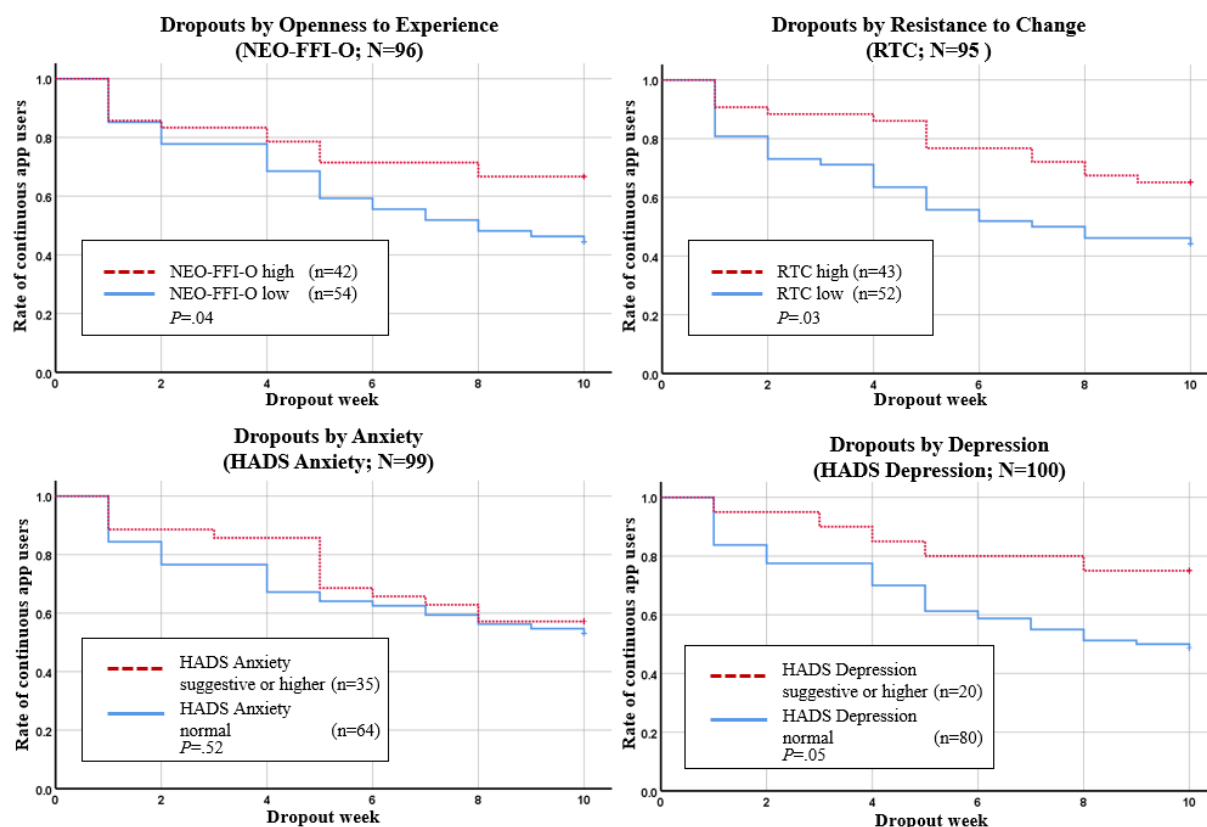 Dropouts by Openness to Experience
(NEO-FFI-O; N=96)
Rate of continuous app users
1.0
0.8
0.6
0.4
0.2
0.0
NEO-FFI-O high (n=42)
NEO-FFI-O low (n=54)
P=.04
0 2 4 6 8 10
Dropout week
Dropouts by Resistance to Change
(RTC; N=95 )
Rate of continuous app users
1.0
0.8
0.6
0.4
0.2
0.0
RTC high (n=43)
RTC low (n=52)
P=.03
0 2 4 6 8 10
Dropout week
Dropouts by Anxiety
(HADS Anxiety; N=99)
Rate of continuous app users
1.0
0.8
0.6
0.4
0.2
0.0
HADS Anxiety
suggestive or higher (n=35)
HADS Anxiety
normal (n=64)
P=.52
0 2 4 6 8 10
Dropout week
Dropouts by Depression
(HADS Depression; N=100)
Rate of continuous app users
1.0
0.8
0.6
0.4
0.2
0.0
HADS Depression
suggestive or higher (n=20)
HADS Depression
normal (n=80)
P=.05
0 2 4 6 8 10
Dropout week